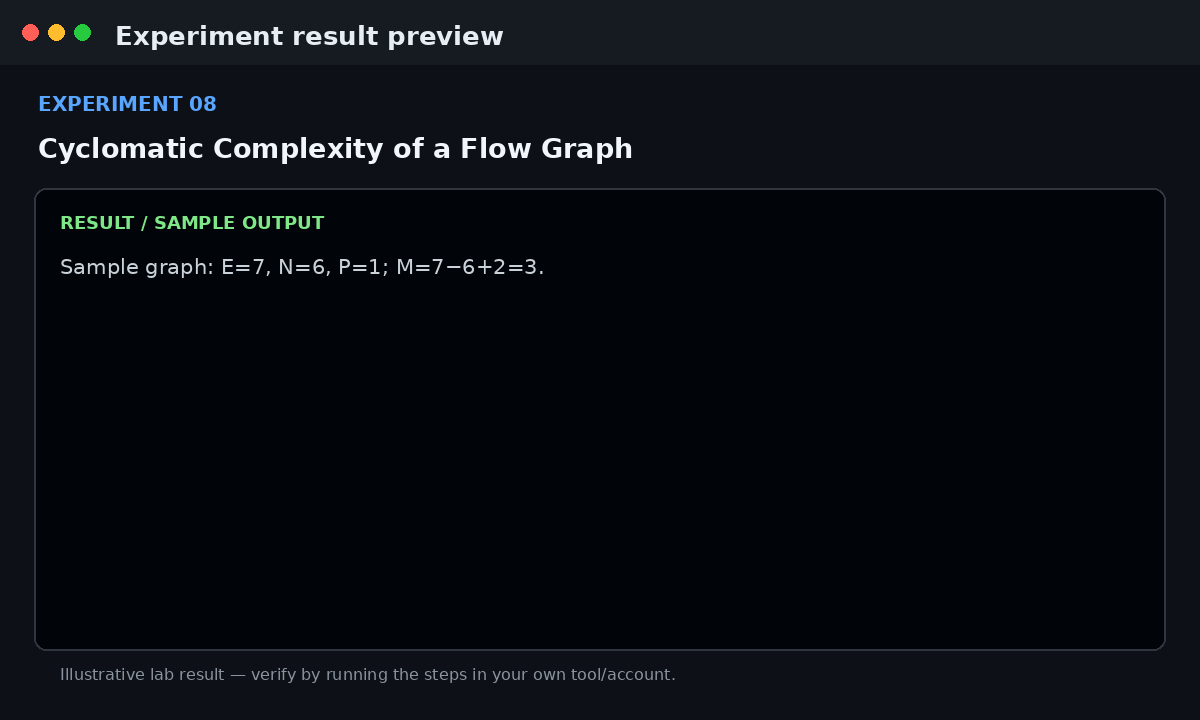 Experiment result preview
EXPERIMENT 08
Cyclomatic Complexity of a Flow Graph
RESULT / SAMPLE OUTPUT
Sample graph: E=7, N=6, P=1; M=7−6+2=3.
Illustrative lab result — verify by running the steps in your own tool/account.